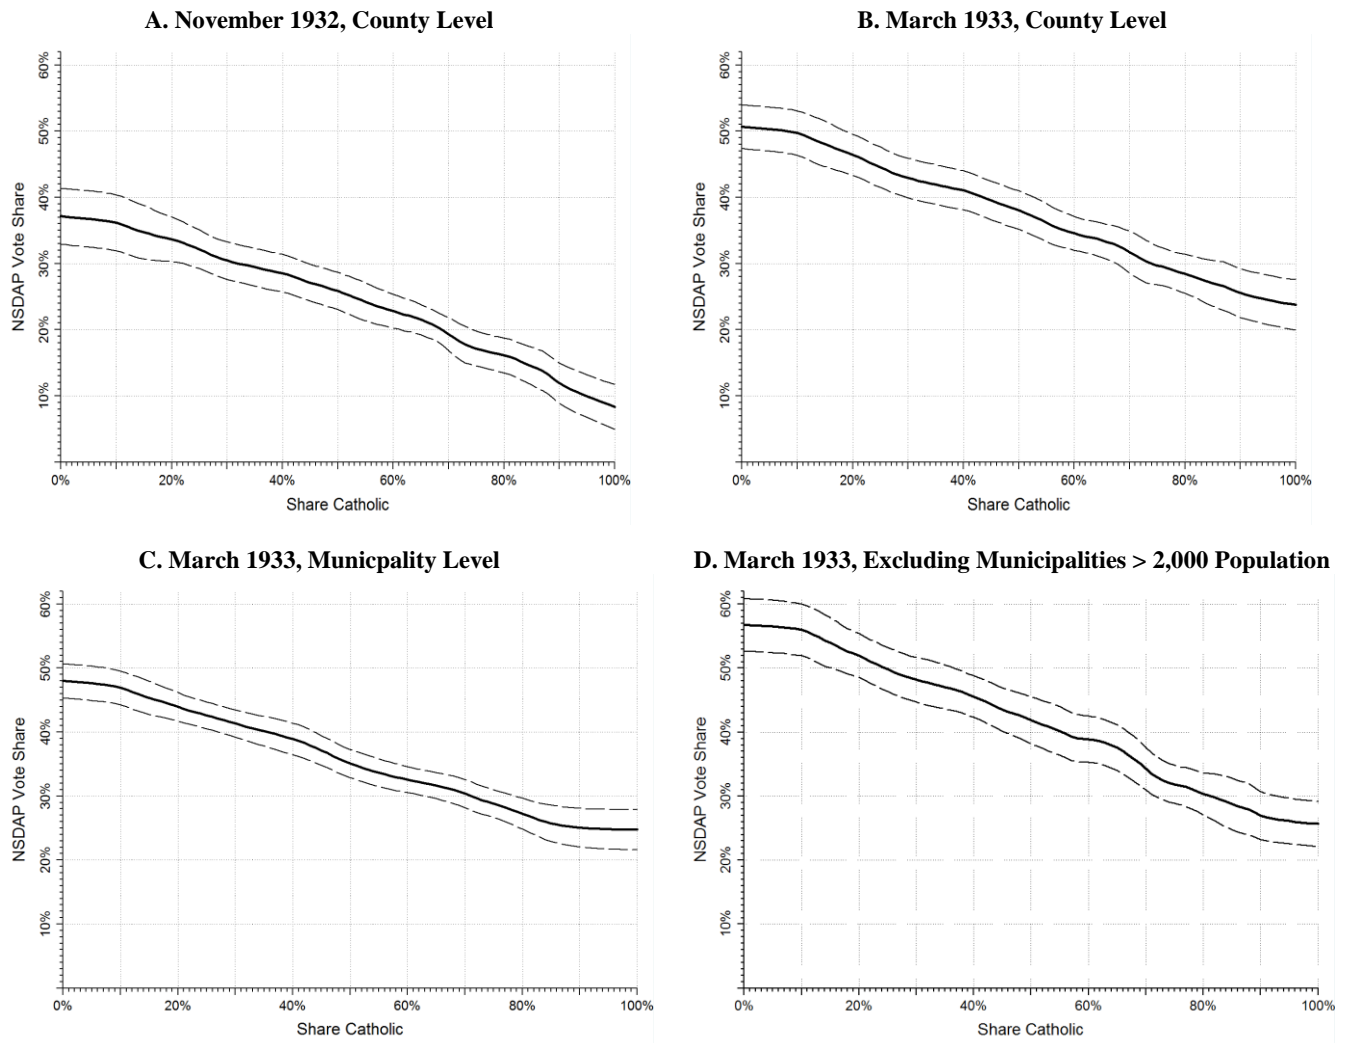 A. November 1932, County Level
60%
50%
40%
30%
20%
10%
NSDAP Vote Share
0% 20% 40% 60% 80% 100%
Share Catholic
B. March 1933, County Level
60%
50%
40%
30%
20%
10%
NSDAP Vote Share
0% 20% 40% 60% 80% 100%
Share Catholic
C. March 1933, Municpality Level
60%
50%
40%
30%
20%
10%
NSDAP Vote Share
0% 20% 40% 60% 80% 100%
Share Catholic
D. March 1933, Excluding Municipalities > 2,000 Population
60%
50%
40%
30%
20%
10%
NSDAP Vote Share
0% 20% 40% 60% 80% 100%
Share Catholic